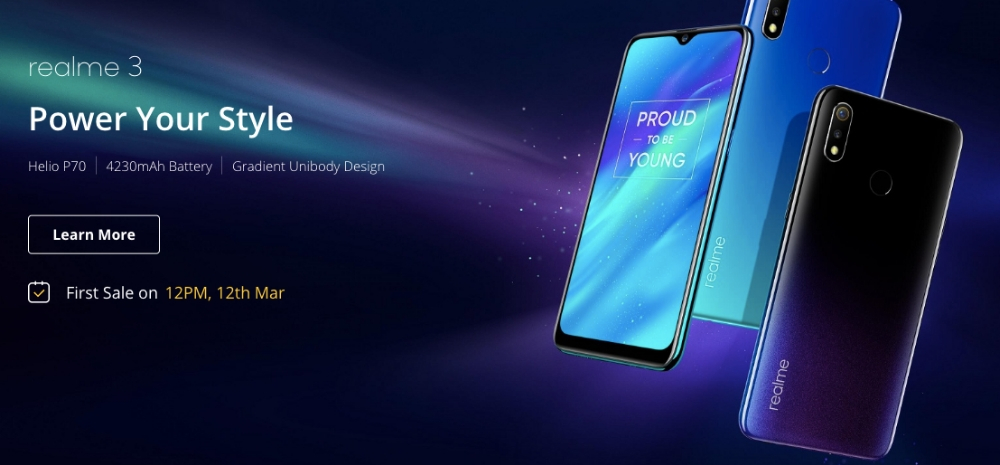 realme 3
Power Your Style
Helio P70 | 4230mAh Battery | Gradient Unibody Design
Learn More
First Sale on 12PM, 12th Mar
PROUD
TO BE
YOUNG
realme
realme